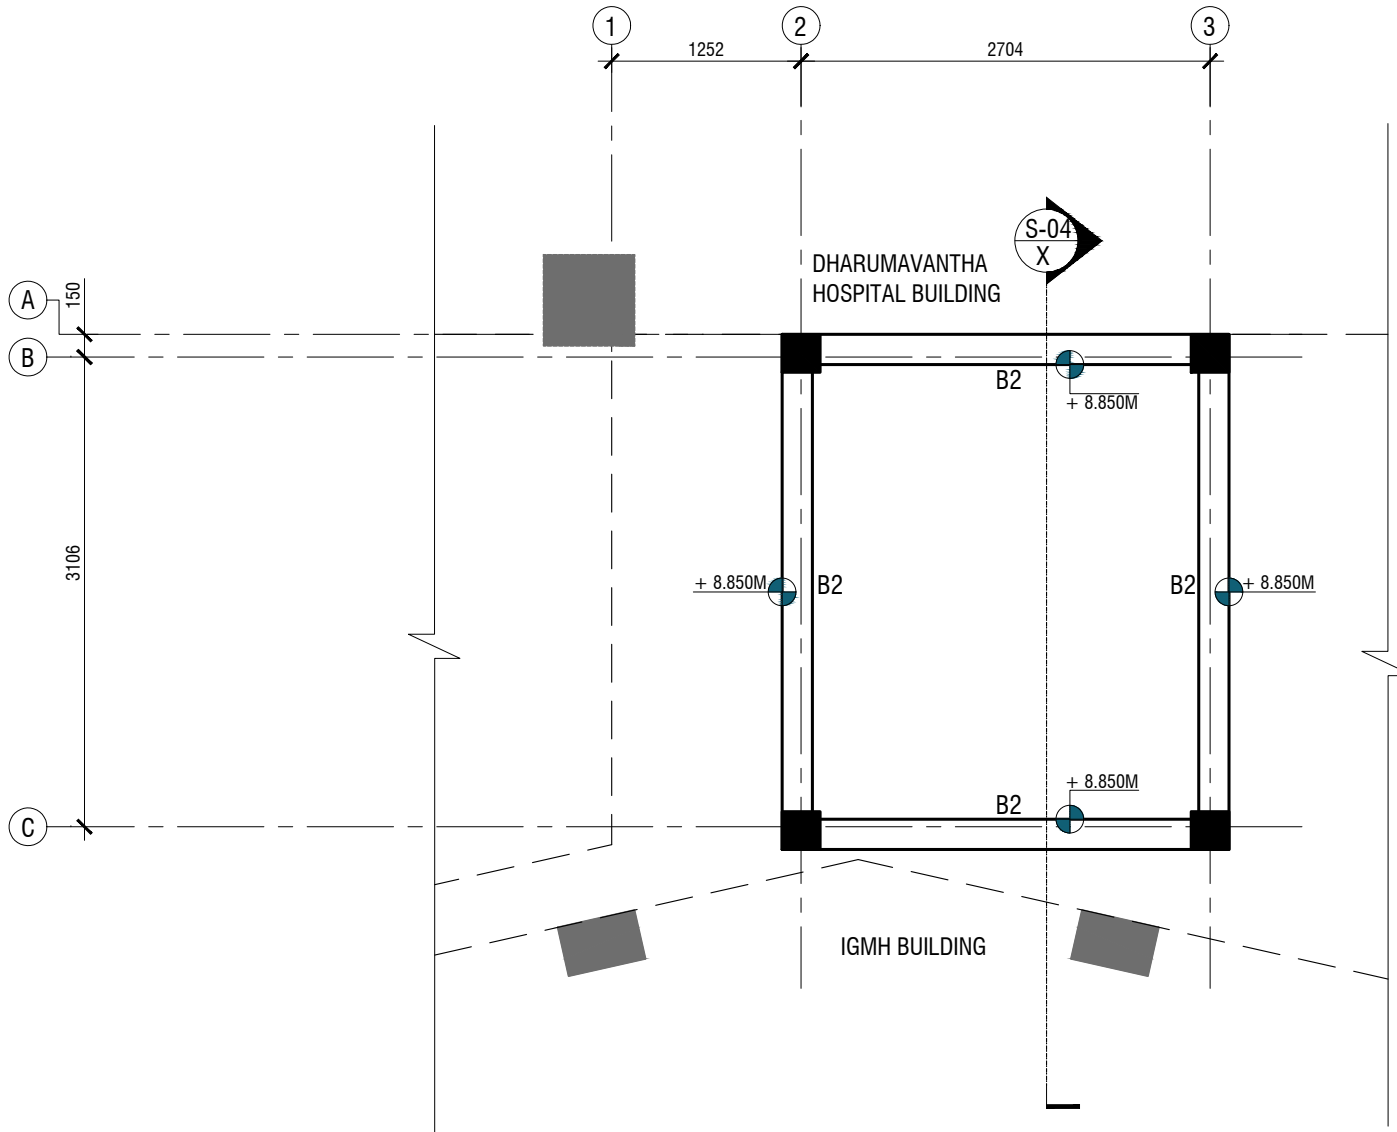 1
2
3
1252
2704
S-04
X
DHARUMAVANTHA
HOSPITAL BUILDING
A
150
B
B2
+ 8.850M
3106
+ 8.850M
B2
B2
+ 8.850M
+ 8.850M
B2
C
IGMH BUILDING